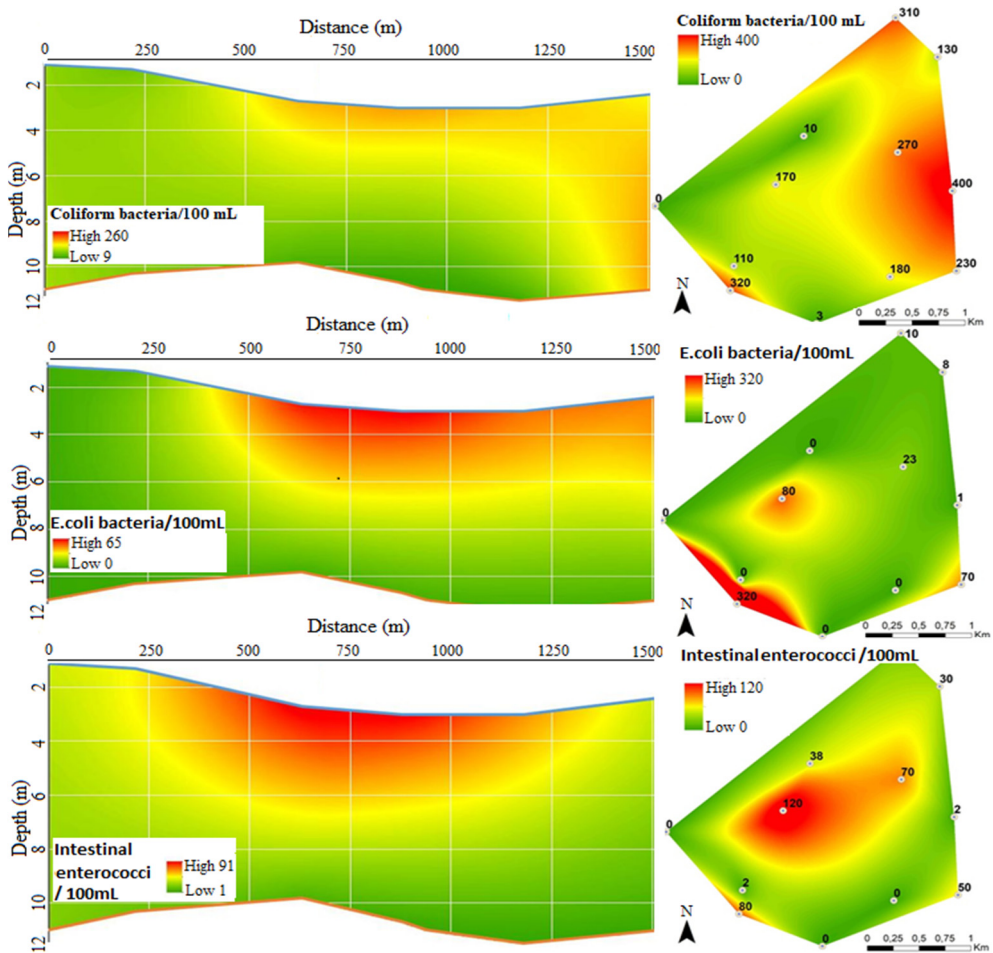 Distance (m)
0 250 500 750 1000 1250 1500
Depth (m)
2
4
6
8
10
12
Coliform bacteria/100 mL
High 260
Low 9
Coliform bacteria/100 mL
High 400
Low 0
310
130
10
270
170
400
0
110
320
180
230
3
N
0 0,25 0,5 0,75 1
Km
Distance (m)
0 250 500 750 1000 1250 1500
Depth (m)
2
4
6
8
10
12
E.coli bacteria/100mL
High 65
Low 0
E.coli bacteria/100mL
High 320
Low 0
10
8
0
23
80
1
0
0
320
0
70
0
N
0 0,25 0,5 0,75 1
Km
Distance (m)
0 250 500 750 1000 1250 1500
Depth (m)
2
4
6
8
10
12
Intestinal
enterococi
/ 100mL
High 91
Low 1
Intestinal enterococi /100mL
High 120
Low 0
30
38
70
120
2
0
2
80
0
50
0
N
0 0,25 0,5 0,75 1
Km